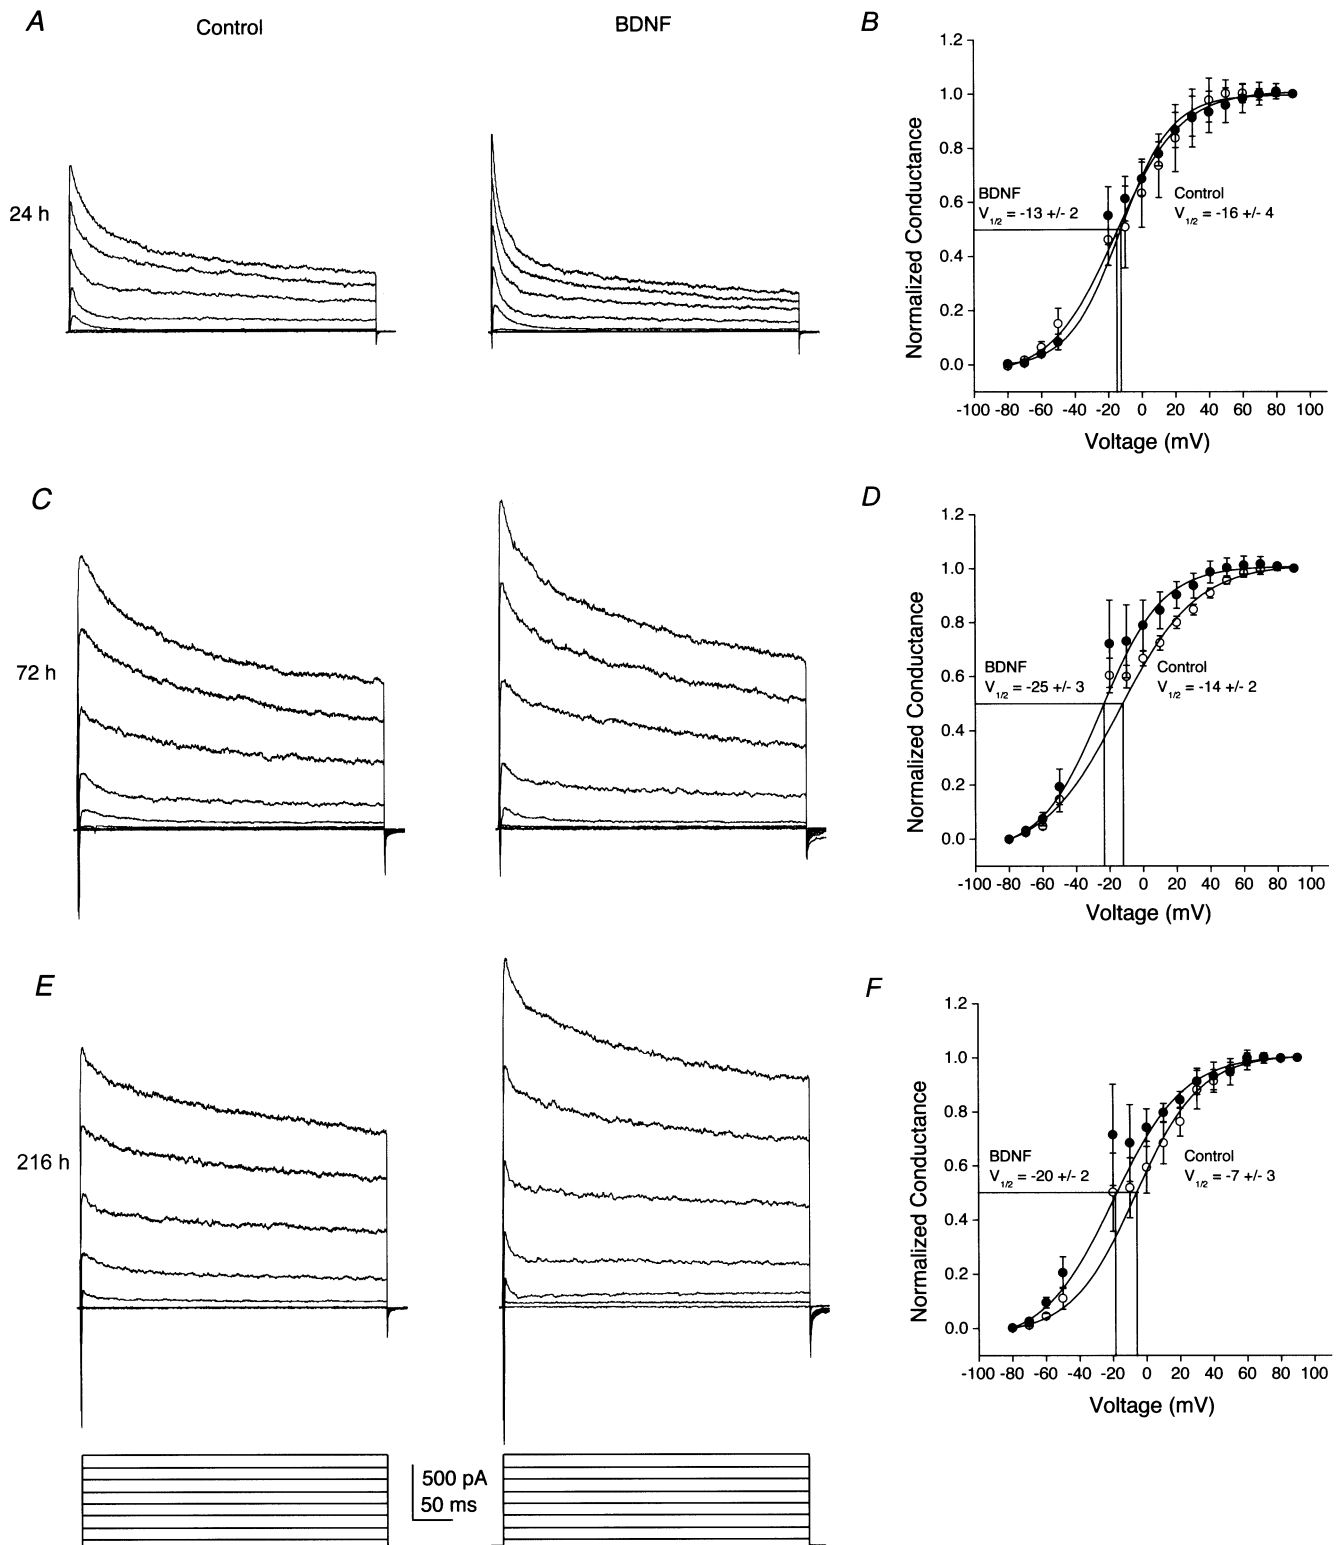 A
Control
BDNF
B
24 h
1.2
1.0
0.8
0.6
0.4
0.2
0.0
Normalized Conductance
BDNF
V1/2 = -13 +/- 2
Control
V1/2 = -16 +/- 4
-100 -80 -60 -40 -20 0 20 40 60 80 100
Voltage (mV)
C
D
72 h
1.2
1.0
0.8
0.6
0.4
0.2
0.0
Normalized Conductance
BDNF
V1/2 = -25 +/- 3
Control
V1/2 = -14 +/- 2
-100 -80 -60 -40 -20 0 20 40 60 80 100
Voltage (mV)
E
F
216 h
1.2
1.0
0.8
0.6
0.4
0.2
0.0
Normalized Conductance
BDNF
V1/2 = -20 +/- 2
Control
V1/2 = -7 +/- 3
-100 -80 -60 -40 -20 0 20 40 60 80 100
Voltage (mV)
500 pA
50 ms